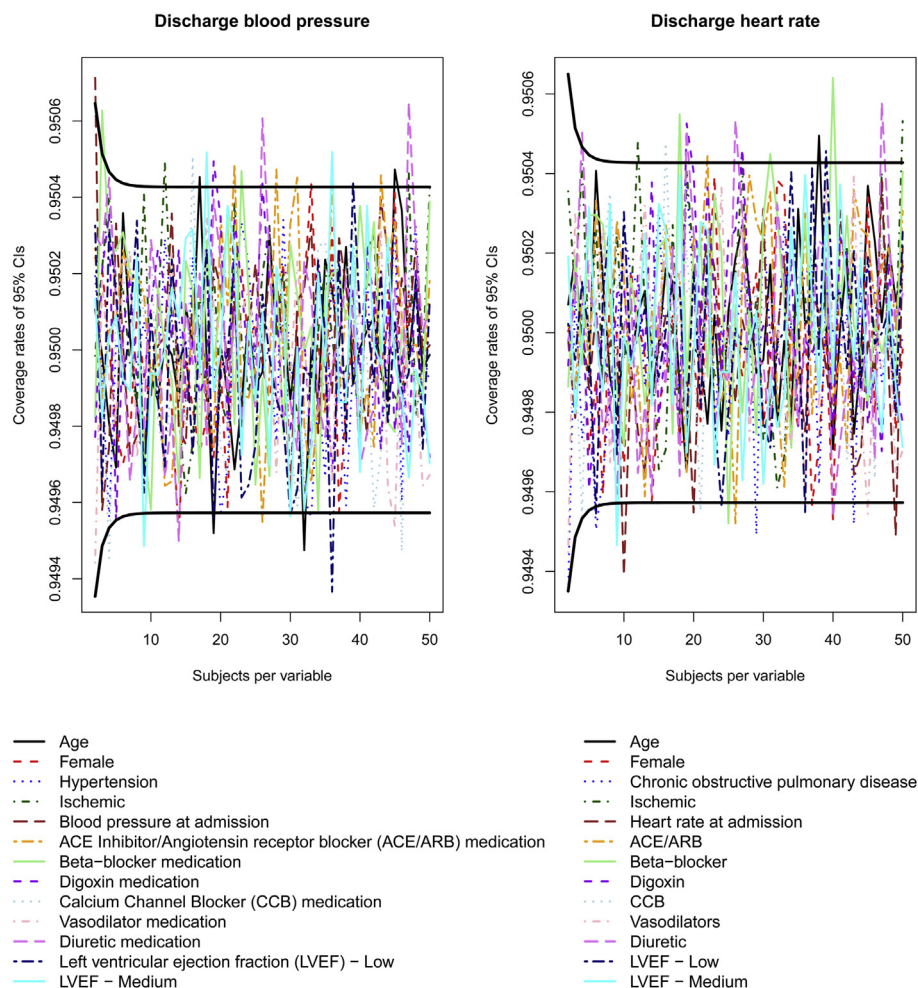 Discharge blood pressure
Coverage rates of 95% CIs
0.9506
0.9504
0.9502
0.9500
0.9498
0.9496
0.9494
10 20 30 40 50
Subjects per variable
Discharge heart rate
Coverage rates of 95% CIs
0.9506
0.9504
0.9502
0.9500
0.9498
0.9496
0.9494
10 20 30 40 50
Subjects per variable
Age
Female
Hypertension
Ischemic
Blood pressure at admission
ACE Inhibitor/Angiotensin receptor blocker (ACE/ARB) medication
Beta−blocker medication
Digoxin medication
Calcium Channel Blocker (CCB) medication
Vasodilator medication
Diuretic medication
Left ventricular ejection fraction (LVEF) − Low
LVEF − Medium
Age
Female
Chronic obstructive pulmonary disease
Ischemic
Heart rate at admission
ACE/ARB
Beta−blocker
Digoxin
CCB
Vasodilators
Diuretic
LVEF − Low
LVEF − Medium